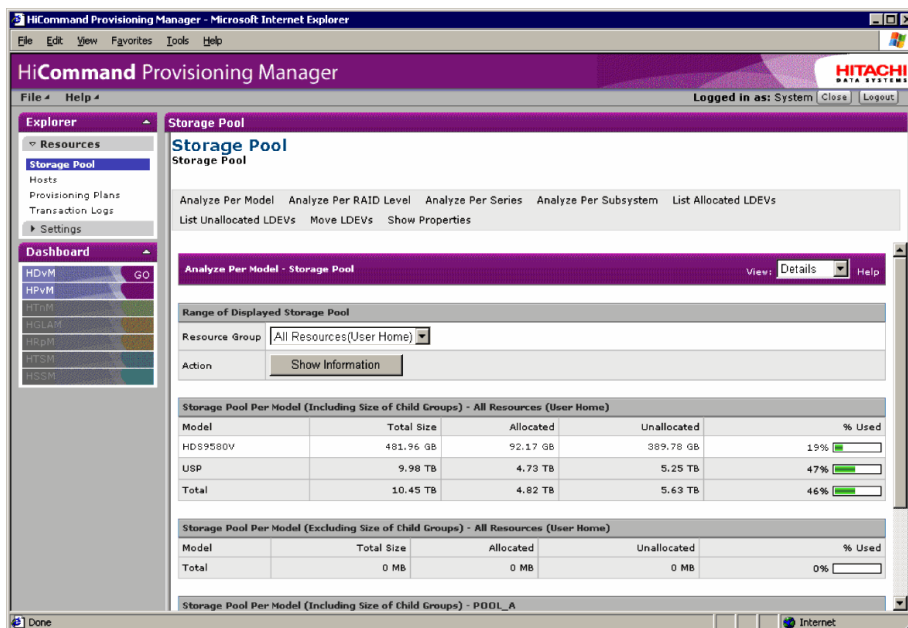 HiCommand Provisioning Manager - Microsoft Internet Explorer
File Edit View Favorites Tools Help
HiCommand Provisioning Manager
HITACHI
DATA SYSTEMS
File Help
Logged in as: System Close Logout
Explorer
Resources
Storage Pool
Hosts
Provisioning Plans
Transaction Logs
Settings
Dashboard
HDvM GO
HPvM
HTnM
HGLAM
HRpM
HTSM
HSSM
Storage Pool
Storage Pool
Storage Pool
Analyze Per Model Analyze Per RAID Level Analyze Per Series Analyze Per Subsystem List Allocated LDEVs
List Unallocated LDEVs Move LDEVs Show Properties
Analyze Per Model - Storage Pool View: Details Help
Range of Displayed Storage Pool
Resource Group All Resources(User Home)
Action Show Information
Storage Pool Per Model (Including Size of Child Groups) - All Resources (User Home)
Model Total Size Allocated Unallocated % Used
HDS9580V 481.96 GB 92.17 GB 389.78 GB 19%
USP 9.98 TB 4.73 TB 5.25 TB 47%
Total 10.45 TB 4.82 TB 5.63 TB 46%
Storage Pool Per Model (Excluding Size of Child Groups) - All Resources (User Home)
Model Total Size Allocated Unallocated % Used
Total 0 MB 0 MB 0 MB 0%
Storage Pool Per Model (Including Size of Child Groups) - POOL_A
Done Internet